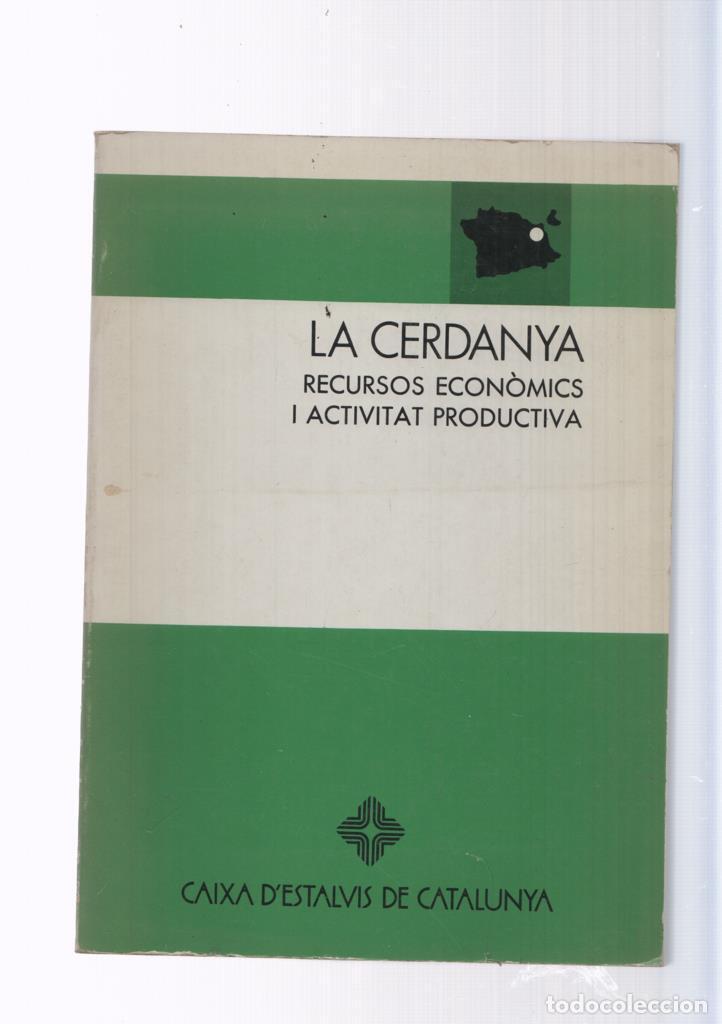 LA CERDANYA
RECURSOS ECONÒMICS
I ACTIVITAT PRODUCTIVA
CAIXA D'ESTALVIS DE CATALUNYA
todocoleccion